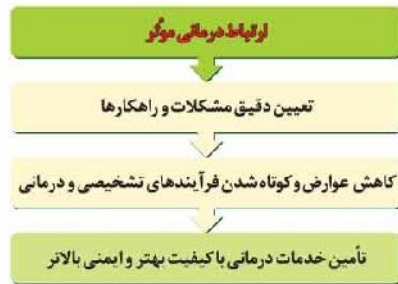 ارتباط درمانی موثر
تعیین دقیق مشکلات و راهکارها
کاهش عوارض و کوتاه شدن فرآیندهای تشخیصی و درمانی
تأمین خدمات درمانی با کیفیت بهتر و ایمنی بالاتر